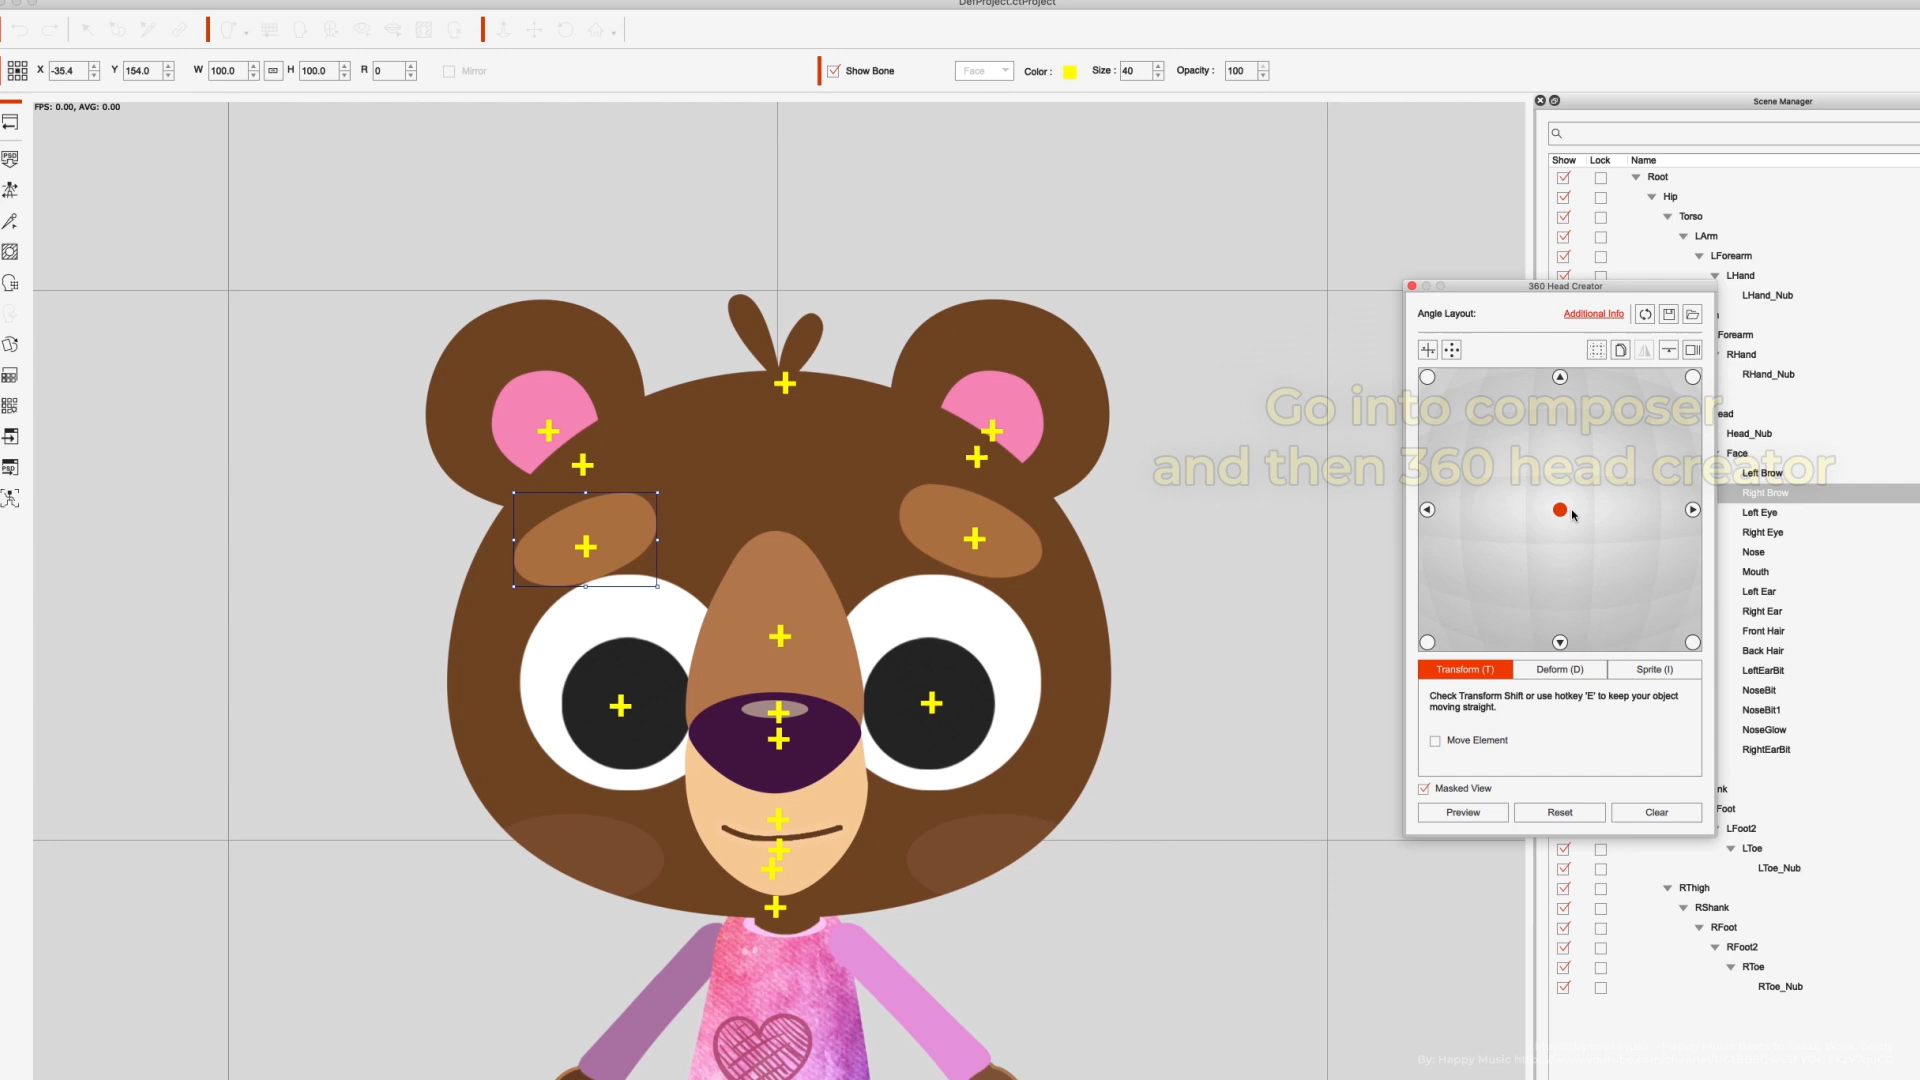 DefProject.ctProject
X -35.4 Y 154.0 W 100.0 H 100.0 R 0 Mirror Show Bone Face Color : Size : 40 Opacity : 100
FPS: 0.00, AVG: 0.00
Scene Manager
Show Lock Name
Root
Hip
Torso
LArm
LForearm
LHand
LHand_Nub
Forearm
RHand
RHand_Nub
ead
Head_Nub
Face
Left Brow
Right Brow
Left Eye
Right Eye
Nose
Mouth
Left Ear
Right Ear
Front Hair
Back Hair
LeftEarBit
NoseBit
NoseBit1
NoseGlow
RightEarBit
nk
Foot
LFoot2
LToe
LToe_Nub
RThigh
RShank
RFoot
RFoot2
RToe
RToe_Nub
360 Head Creator
Angle Layout: Additional Info
Go into composer
and then 360 head creator
Transform (T) Deform (D) Sprite (I)
Check Transform Shift or use hotkey 'E' to keep your object
moving straight.
Move Element
Masked View
Preview Reset Clear
PSD
PSD
By: Happy Music